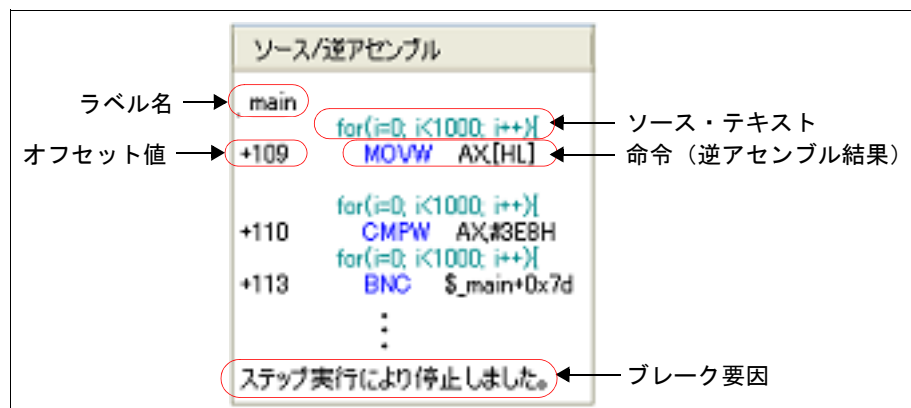 ソース/逆アセンブル
ラベル名
_main
for(i=0; i<1000; i++){
ソース・テキスト
オフセット値
+109 MOVW AX,[HL]
命令（逆アセンブル結果）
for(i=0; i<1000; i++){
+110 CMPW AX,#3E8H
for(i=0; i<1000; i++){
+113 BNC $_main+0x7d
ステップ実行により停止しました。
ブレーク要因